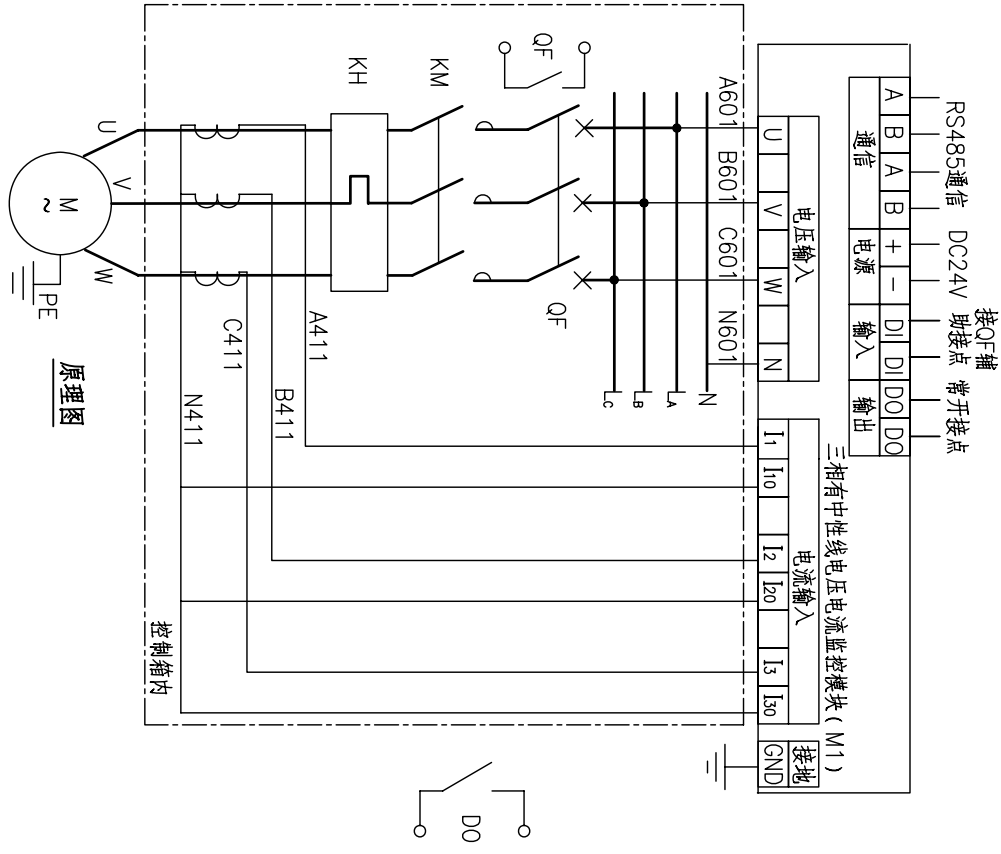 RS485通信
DC24V
接QF辅
助接点
常开接点
A
B
A
B
+
-
DI
DI
DO
DO
通信
电源
输入
输出
三相有中性线电压电流监控模块(M1)
电压输入
电流输入
接地
U
V
W
N
I1
I10
I2
I20
I3
I30
GND
A601
B601
C601
N601
N
LA
LB
LC
QF
QF
KM
KH
A411
B411
C411
N411
控制箱内
U
V
W
M
~
PE
DO
原理图